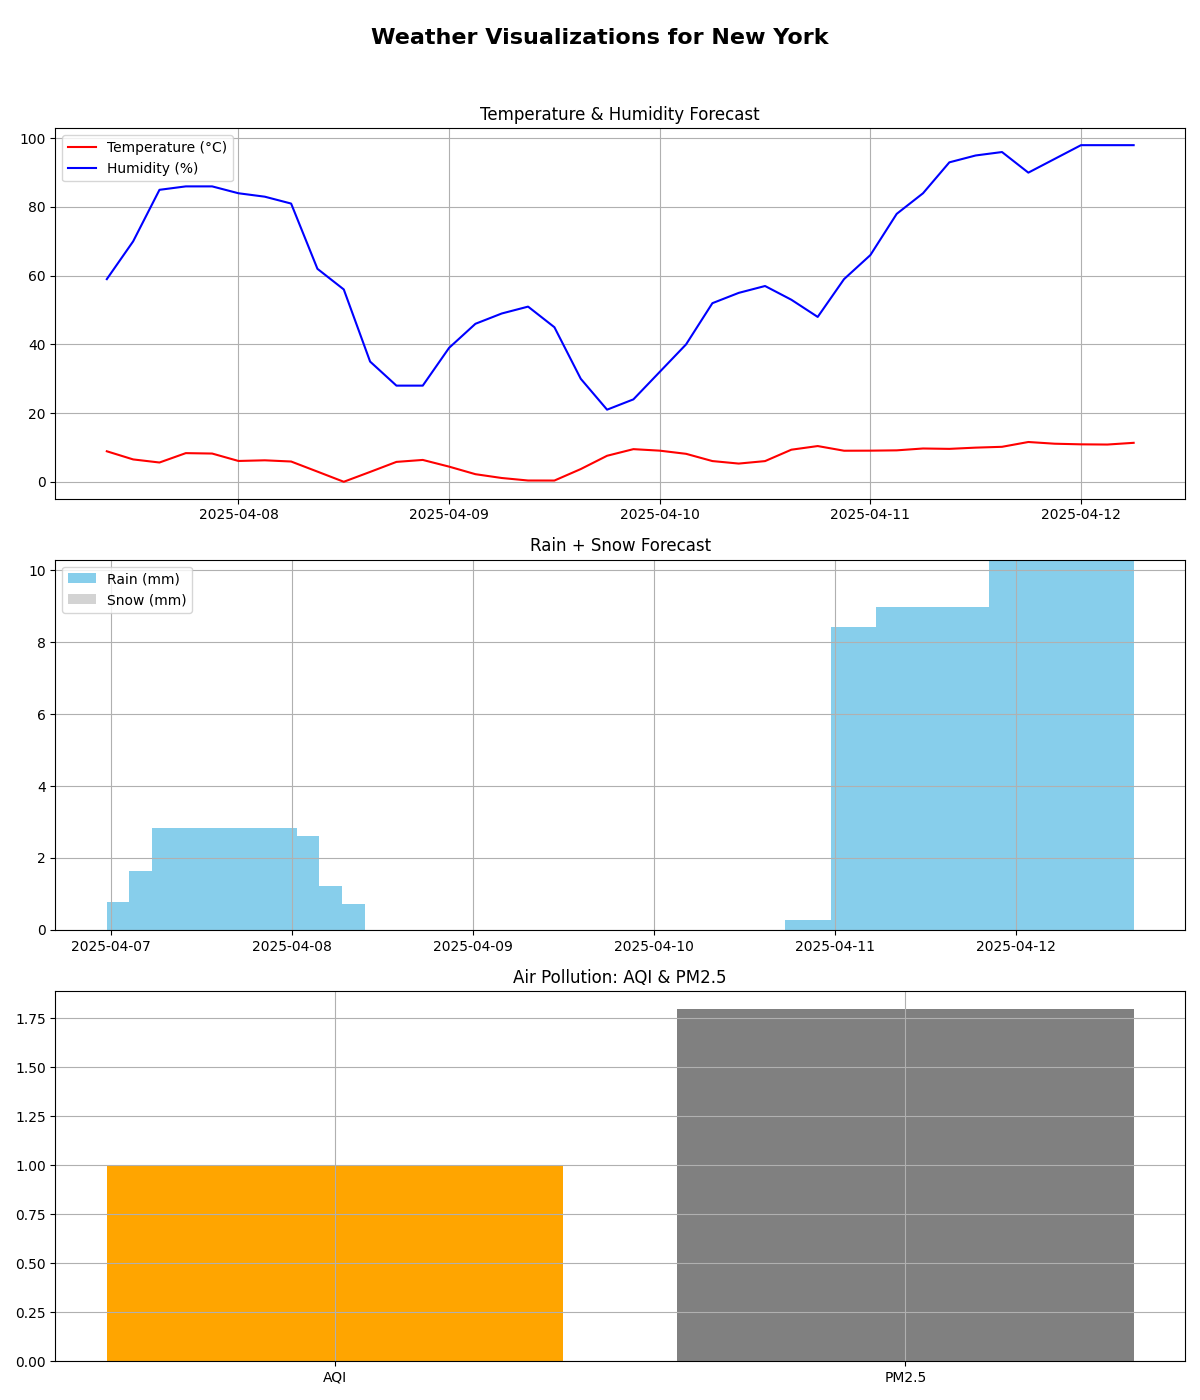 Weather Visualizations for New York
Temperature & Humidity Forecast
Temperature (°C)
Humidity (%)
100
80
60
40
20
0
2025-04-08 2025-04-09 2025-04-10 2025-04-11 2025-04-12
Rain + Snow Forecast
Rain (mm)
Snow (mm)
10
8
6
4
2
0
2025-04-07 2025-04-08 2025-04-09 2025-04-10 2025-04-11 2025-04-12
Air Pollution: AQI & PM2.5
1.75
1.50
1.25
1.00
0.75
0.50
0.25
0.00
AQI PM2.5